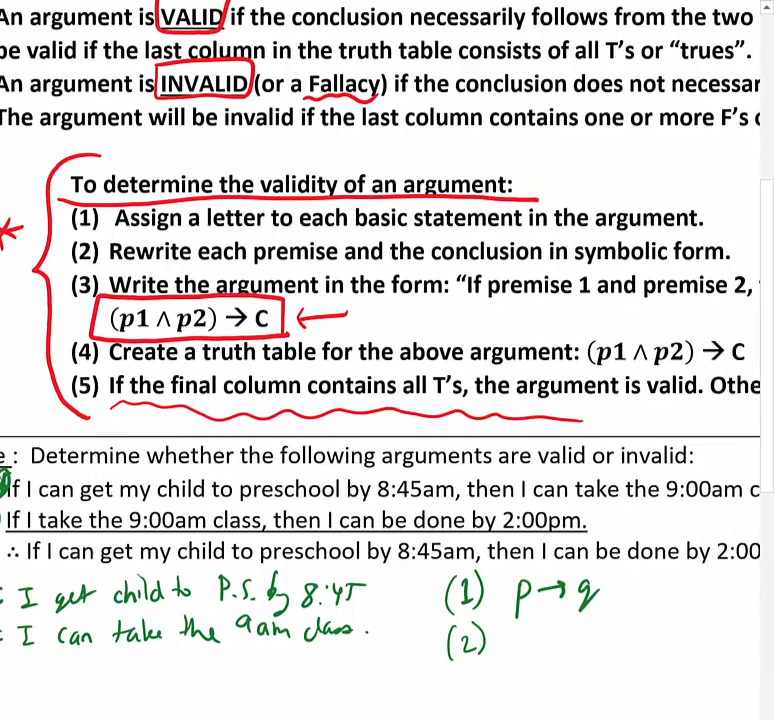 An argument is VALID if the conclusion necessarily follows from the two
be valid if the last column in the truth table consists of all T's or “trues”.
An argument is INVALID (or a Fallacy) if the conclusion does not necessar
The argument will be invalid if the last column contains one or more F's
To determine the validity of an argument:
(1) Assign a letter to each basic statement in the argument.
(2) Rewrite each premise and the conclusion in symbolic form.
(3) Write the argument in the form: “If premise 1 and premise 2,
(p1 ∧ p2) → C
(4) Create a truth table for the above argument: (p1 ∧ p2) → C
(5) If the final column contains all T's, the argument is valid. Othe
e : Determine whether the following arguments are valid or invalid:
If I can get my child to preschool by 8:45am, then I can take the 9:00am c
If I take the 9:00am class, then I can be done by 2:00pm.
∴ If I can get my child to preschool by 8:45am, then I can be done by 2:00
: I get child to P.S. by 8:45 (1) p→q
: I can take the 9am class. (2)